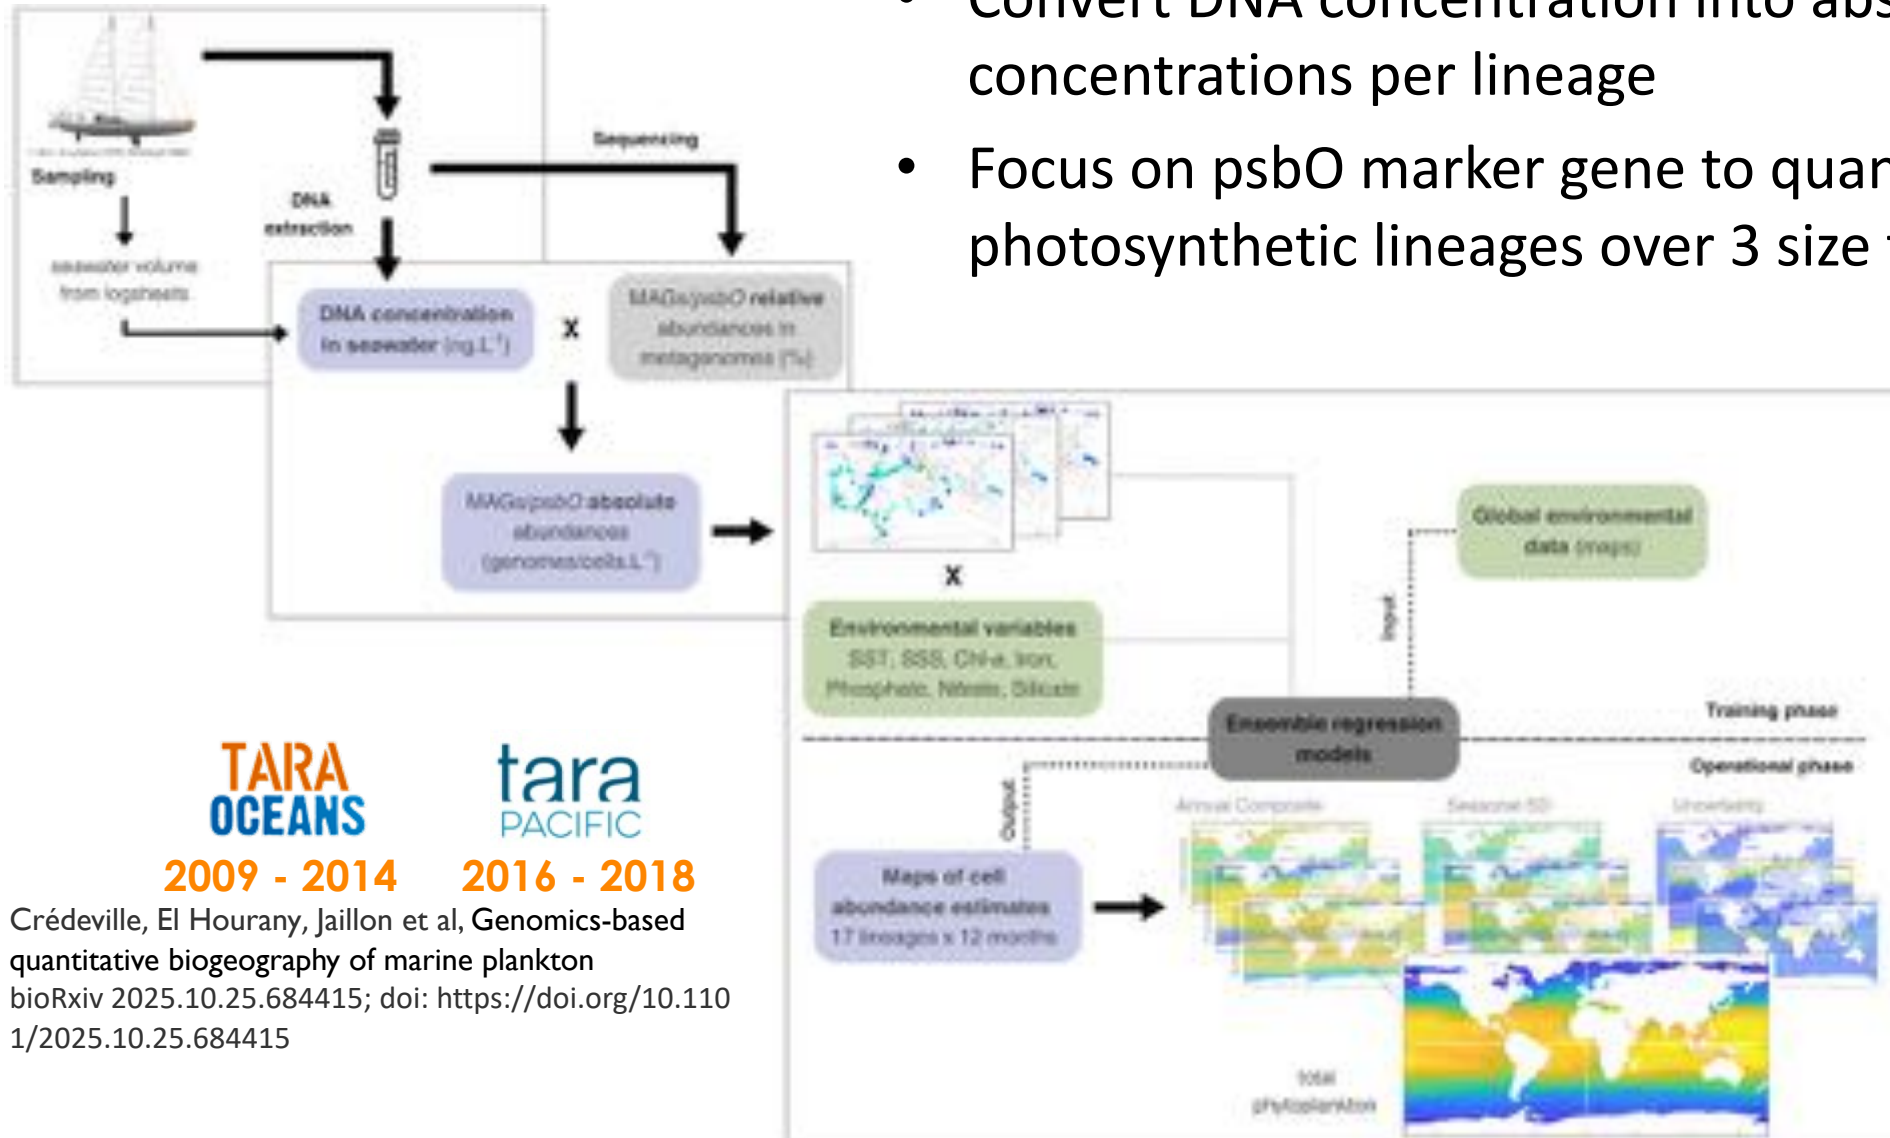 • Convert DNA concentration into abs
concentrations per lineage
• Focus on psbO marker gene to quan
photosynthetic lineages over 3 size
Sampling
seawater volume
from logsheets
DNA
extraction
Sequencing
DNA concentration
in seawater (ng.L⁻¹)
X
MAGs/psbO relative
abundances in
metagenomes (%)
MAGs/psbO absolute
abundances
(genomes/cells.L⁻¹)
X
Environmental variables
SST, SSS, Chl-a, Iron,
Phosphate, Nitrate, Silicate
Global environmental
data (maps)
Input
Ensemble regression
models
Training phase
Operational phase
Output
Maps of cell
abundance estimates
17 lineages x 12 months
Annual Composite
Seasonal SD
Uncertainty
total
phytoplankton
TARA
OCEANS
2009 - 2014
tara
PACIFIC
2016 - 2018
Crédeville, El Hourany, Jaillon et al, Genomics-based
quantitative biogeography of marine plankton
bioRxiv 2025.10.25.684415; doi: https://doi.org/10.110
1/2025.10.25.684415